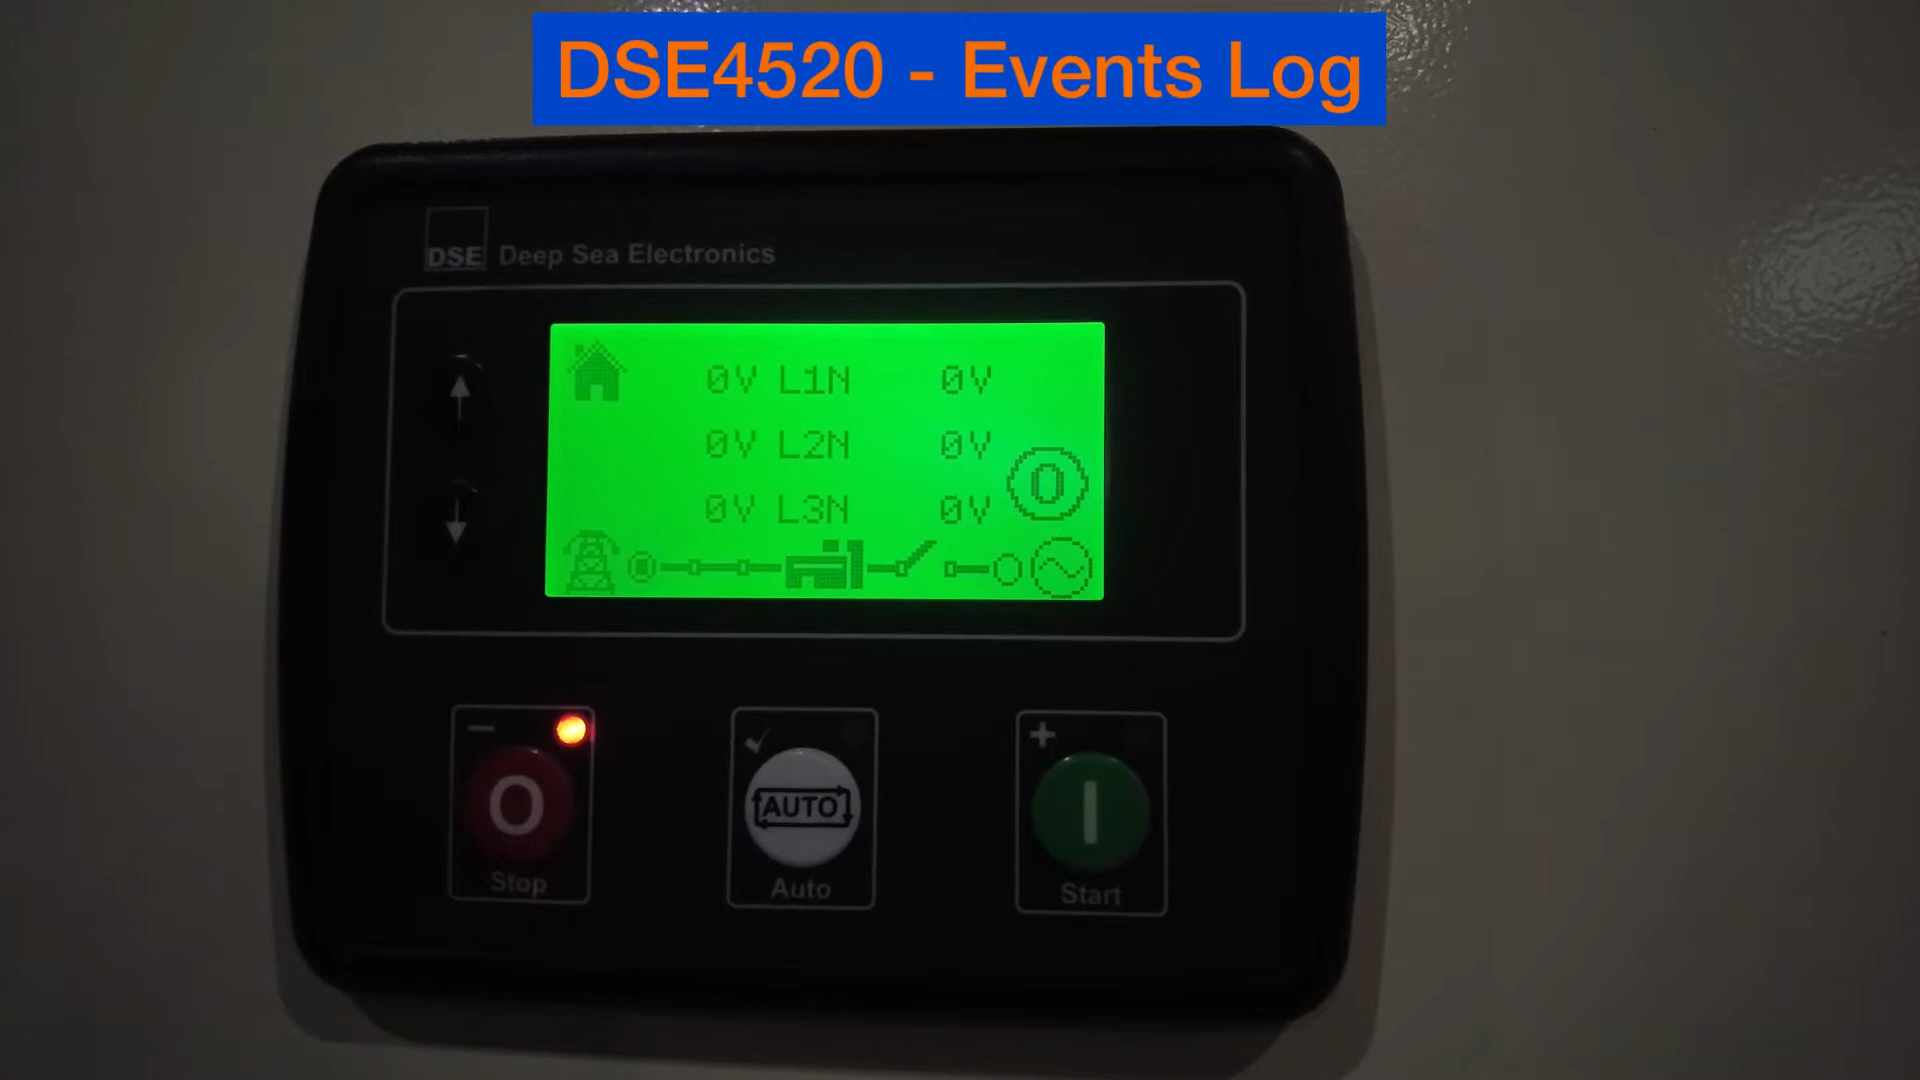 DSE4520 - Events Log
DSE Deep Sea Electronics
0V L1N 0V
0V L2N 0V
0V L3N 0V
0
O
AUTO
I
Stop
Auto
Start